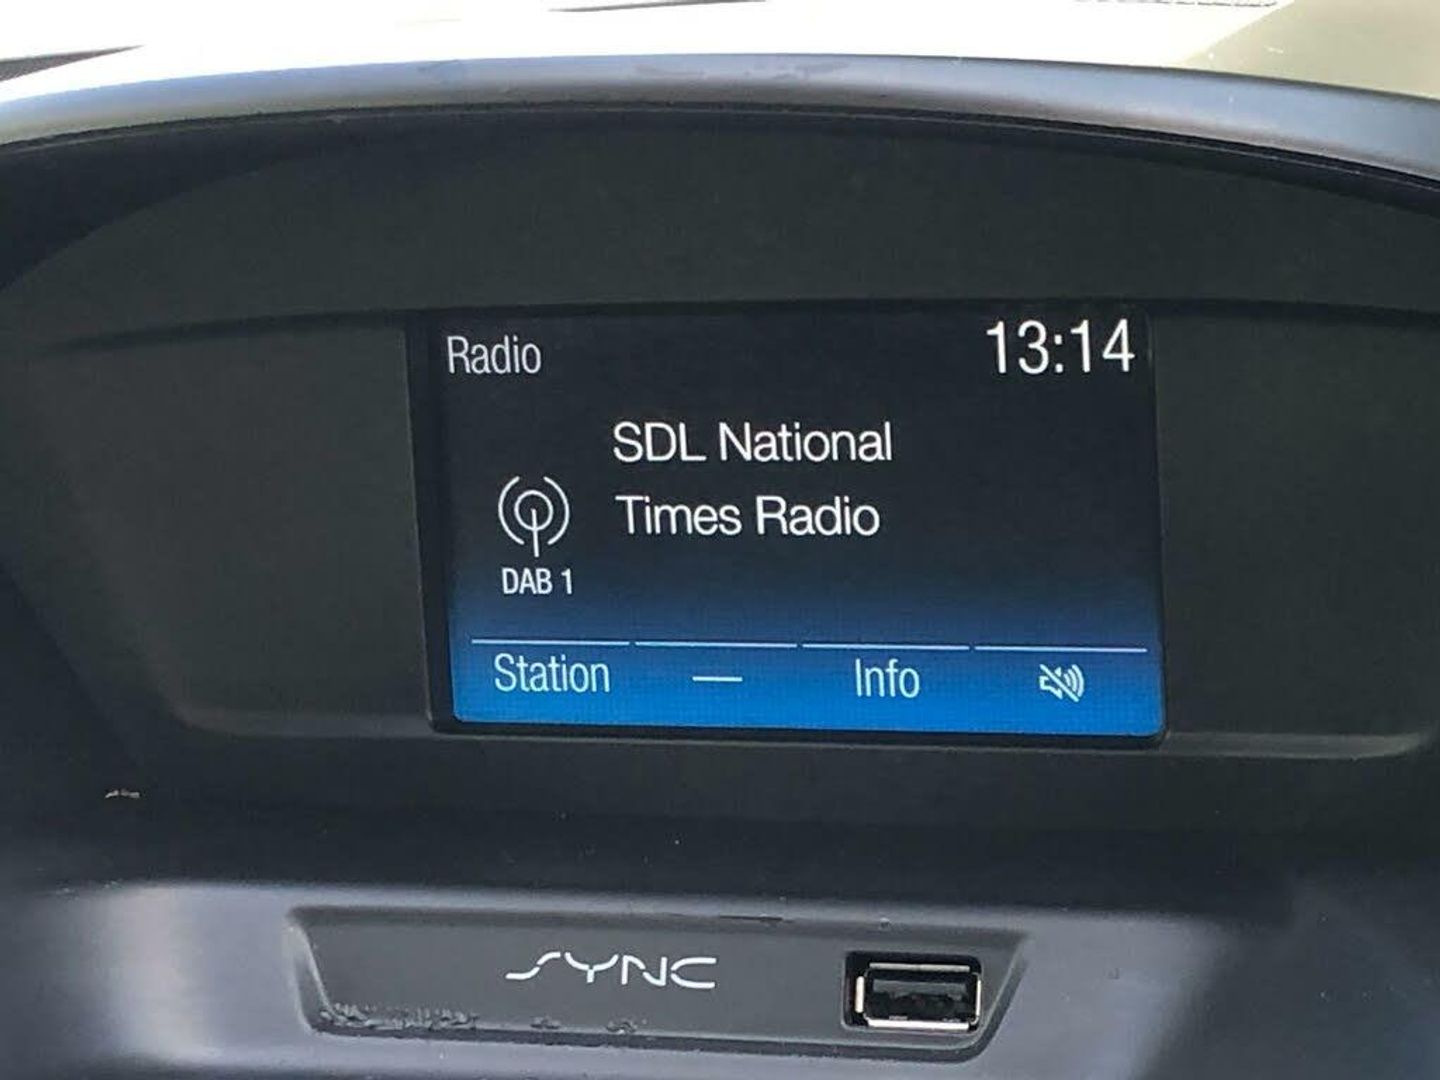 Radio 13:14
SDL National
Times Radio
DAB 1
Station — Info
SYNC